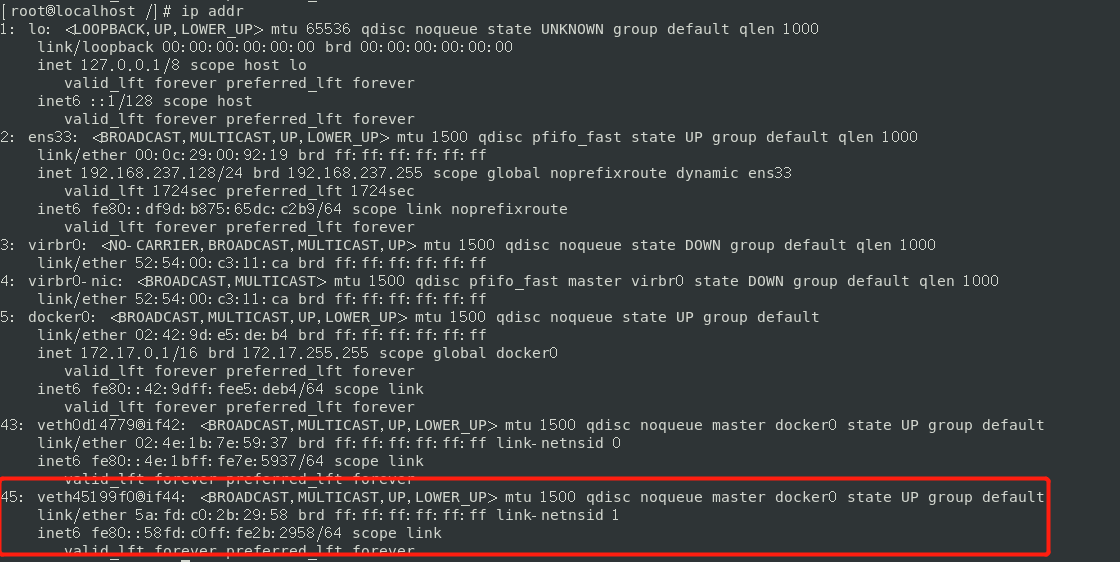 [root@localhost /]# ip addr
1: lo: <LOOPBACK,UP,LOWER_UP> mtu 65536 qdisc noqueue state UNKNOWN group default qlen 1000
    link/loopback 00:00:00:00:00:00 brd 00:00:00:00:00:00
    inet 127.0.0.1/8 scope host lo
       valid_lft forever preferred_lft forever
    inet6 ::1/128 scope host
       valid_lft forever preferred_lft forever
2: ens33: <BROADCAST,MULTICAST,UP,LOWER_UP> mtu 1500 qdisc pfifo_fast state UP group default qlen 1000
    link/ether 00:0c:29:00:92:19 brd ff:ff:ff:ff:ff:ff
    inet 192.168.237.128/24 brd 192.168.237.255 scope global noprefixroute dynamic ens33
       valid_lft 1724sec preferred_lft 1724sec
    inet6 fe80::df9d:b875:65dc:c2b9/64 scope link noprefixroute
       valid_lft forever preferred_lft forever
3: virbr0: <NO-CARRIER,BROADCAST,MULTICAST,UP> mtu 1500 qdisc noqueue state DOWN group default qlen 1000
    link/ether 52:54:00:c3:11:ca brd ff:ff:ff:ff:ff:ff
4: virbr0-nic: <BROADCAST,MULTICAST> mtu 1500 qdisc pfifo_fast master virbr0 state DOWN group default qlen 1000
    link/ether 52:54:00:c3:11:ca brd ff:ff:ff:ff:ff:ff
5: docker0: <BROADCAST,MULTICAST,UP,LOWER_UP> mtu 1500 qdisc noqueue state UP group default
    link/ether 02:42:9d:e5:de:b4 brd ff:ff:ff:ff:ff:ff
    inet 172.17.0.1/16 brd 172.17.255.255 scope global docker0
       valid_lft forever preferred_lft forever
    inet6 fe80::42:9dff:fee5:deb4/64 scope link
       valid_lft forever preferred_lft forever
43: veth0d14779@if42: <BROADCAST,MULTICAST,UP,LOWER_UP> mtu 1500 qdisc noqueue master docker0 state UP group default
    link/ether 02:4e:1b:7e:59:37 brd ff:ff:ff:ff:ff:ff link-netnsid 0
    inet6 fe80::4e:1bff:fe7e:5937/64 scope link
       valid_lft forever preferred_lft forever
45: veth45199f0@if44: <BROADCAST,MULTICAST,UP,LOWER_UP> mtu 1500 qdisc noqueue master docker0 state UP group default
    link/ether 5a:fd:c0:2b:29:58 brd ff:ff:ff:ff:ff:ff link-netnsid 1
    inet6 fe80::58fd:c0ff:fe2b:2958/64 scope link
       valid_lft forever preferred_lft forever